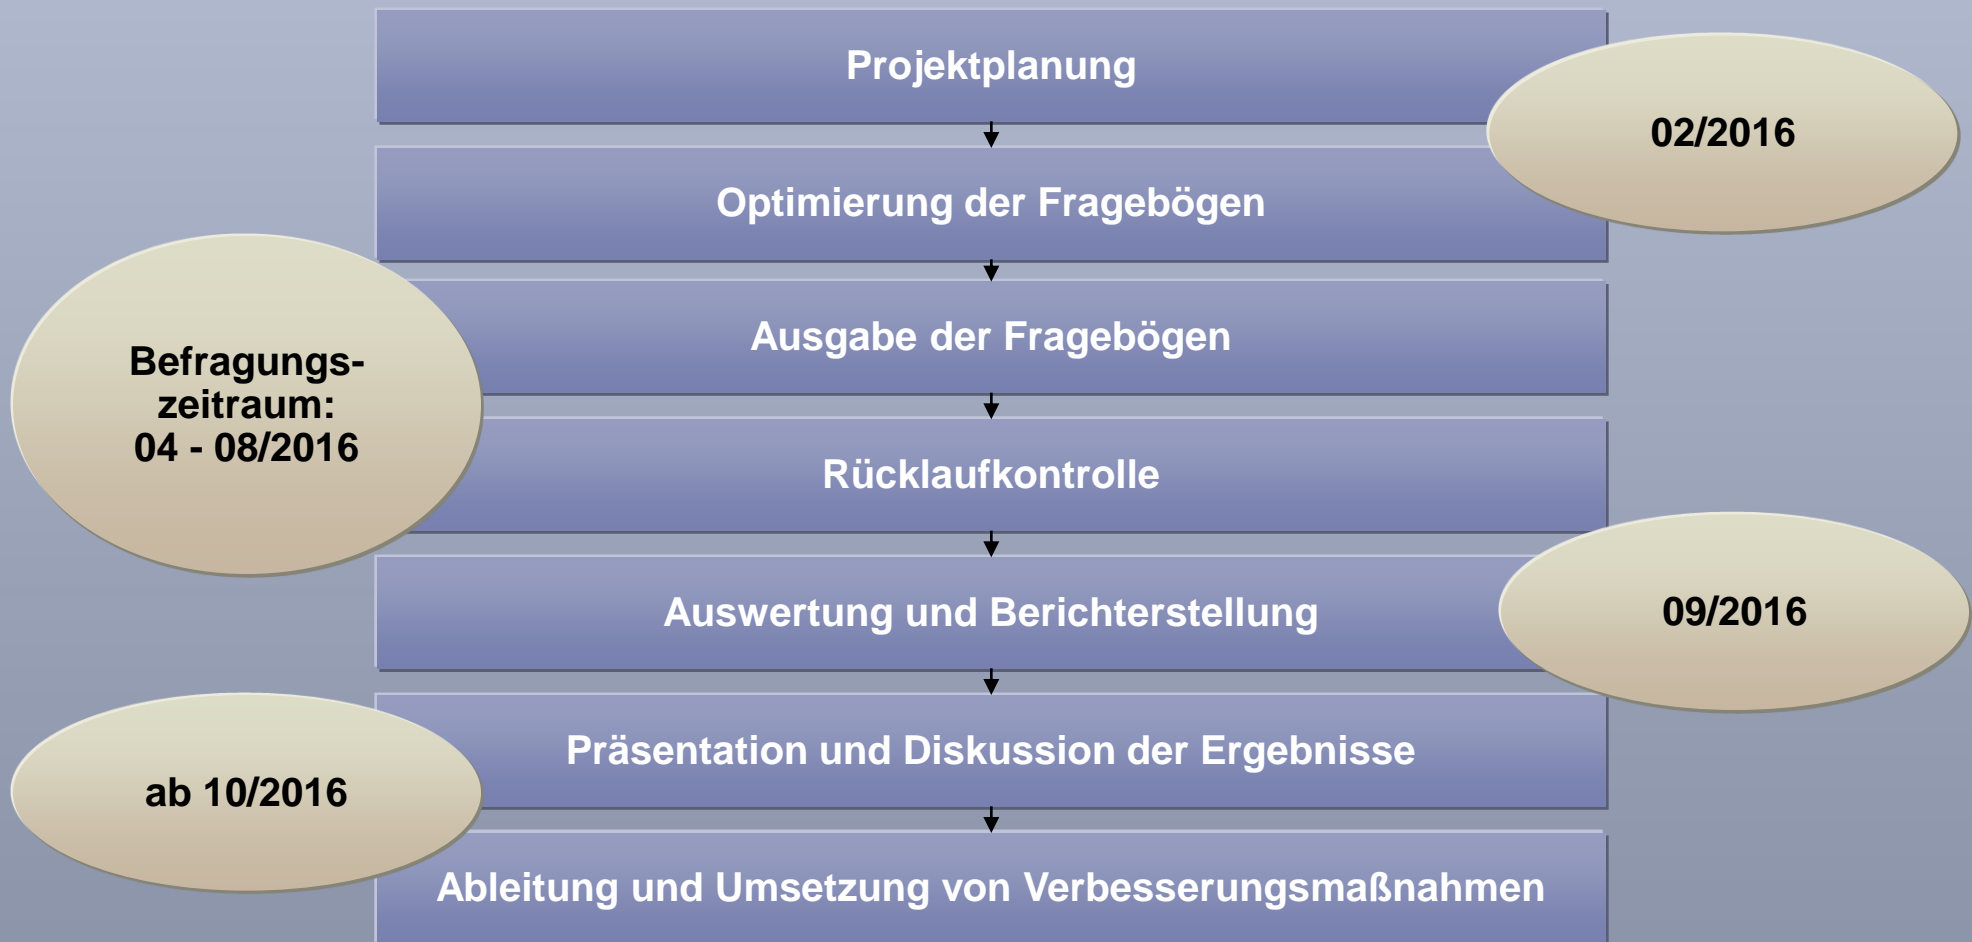 Projektplanung
02/2016
Optimierung der Fragebögen
Ausgabe der Fragebögen
Befragungs-
zeitraum:
04 - 08/2016
Rücklaufkontrolle
Auswertung und Berichterstellung
09/2016
Präsentation und Diskussion der Ergebnisse
ab 10/2016
Ableitung und Umsetzung von Verbesserungsmaßnahmen